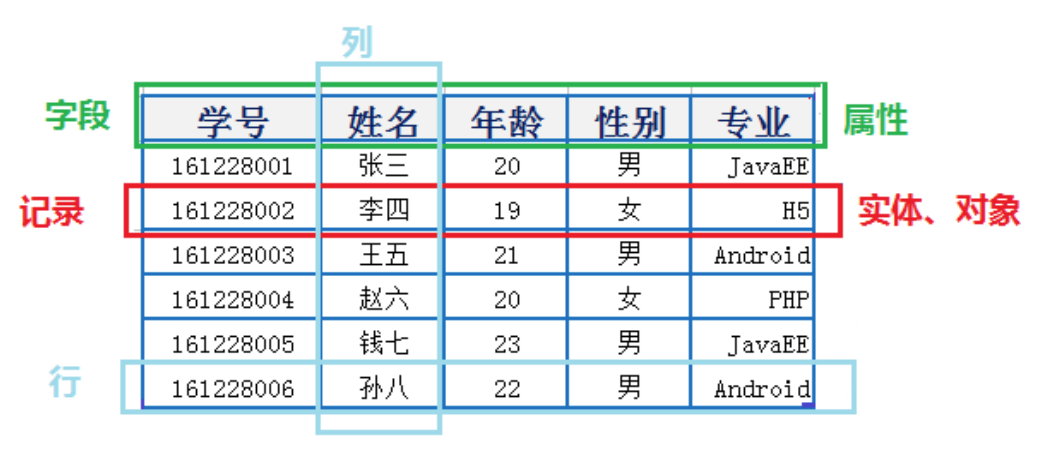 列
字段 学号 姓名 年龄 性别 专业 属性
161228001 张三 20 男 JavaEE
记录 161228002 李四 19 女 H5 实体、对象
161228003 王五 21 男 Android
161228004 赵六 20 女 PHP
161228005 钱七 23 男 JavaEE
行 161228006 孙八 22 男 Android